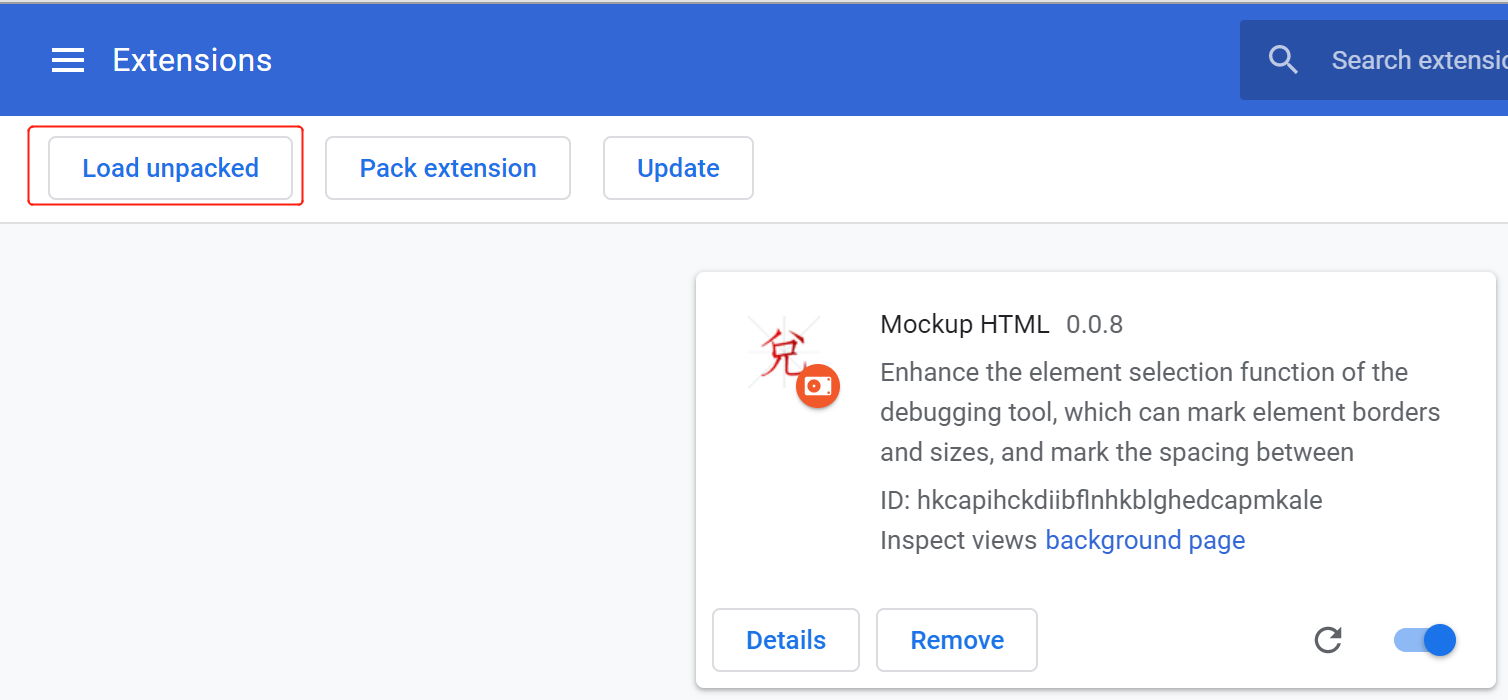 Extensions
Search extensio
Load unpacked
Pack extension
Update
兌
Mockup HTML 0.0.8
Enhance the element selection function of the
debugging tool, which can mark element borders
and sizes, and mark the spacing between
ID: hkcapihckdiibflnhkblghedcapmkale
Inspect views background page
Details
Remove